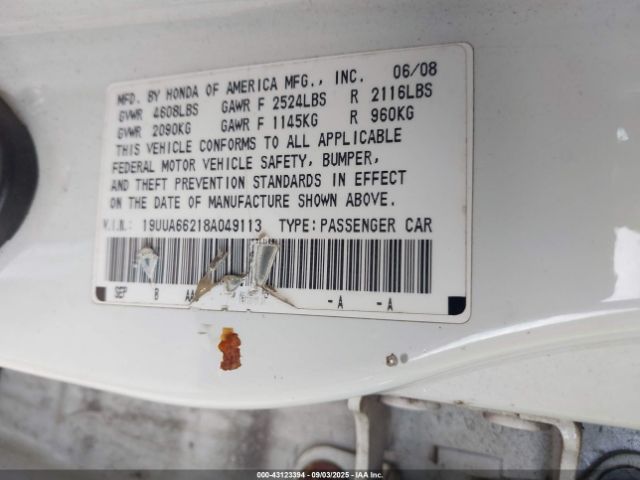 MFD. BY HONDA OF AMERICA MFG., INC. 06/08
GVWR 4608LBS GAWR F 2524LBS R 2116LBS
GVWR 2090KG GAWR F 1145KG R 960KG
THIS VEHICLE CONFORMS TO ALL APPLICABLE
FEDERAL MOTOR VEHICLE SAFETY, BUMPER,
AND THEFT PREVENTION STANDARDS IN EFFECT
ON THE DATE OF MANUFACTURE SHOWN ABOVE.
V.I.N: 19UUA66218A049113 TYPE: PASSENGER CAR
SEP B AA -A -A
000-43123394 | 09/03/2025 | IAA Inc.